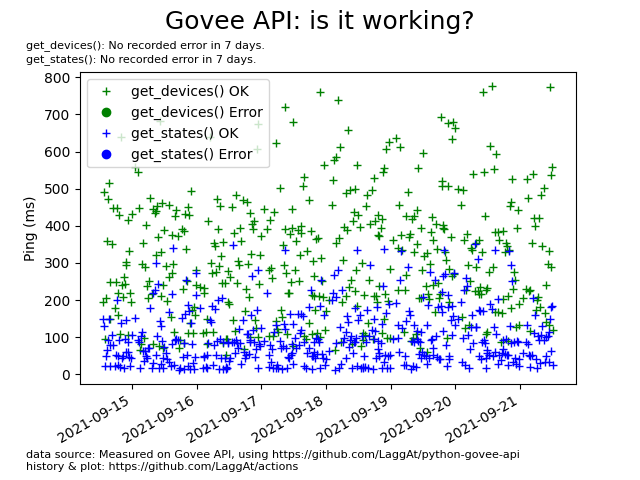 Govee API: is it working?
get_devices(): No recorded error in 7 days.
get_states(): No recorded error in 7 days.
800
700
600
500
400
300
200
100
0
Ping (ms)
get_devices() OK
get_devices() Error
get_states() OK
get_states() Error
2021-09-15
2021-09-16
2021-09-17
2021-09-18
2021-09-19
2021-09-20
2021-09-21
data source: Measured on Govee API, using https://github.com/LaggAt/python-govee-api
history & plot: https://github.com/LaggAt/actions